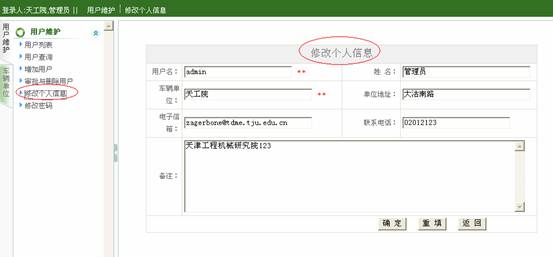 登录人:天工院,管理员 || 用户维护 | 修改个人信息
用户维护
车辆单位
用户维护
用户列表
用户查询
增加用户
审批与删除用户
修改个人信息
修改密码
修改个人信息
用户名: admin ** 姓 名: 管理员
车辆单位: 天工院 ** 单位地址: 大沽南路
电子信箱: zagerbone@tdme.tju.edu.cn 联系电话: 02012123
备注: 天津工程机械研究院123
确 定 重 填 返 回